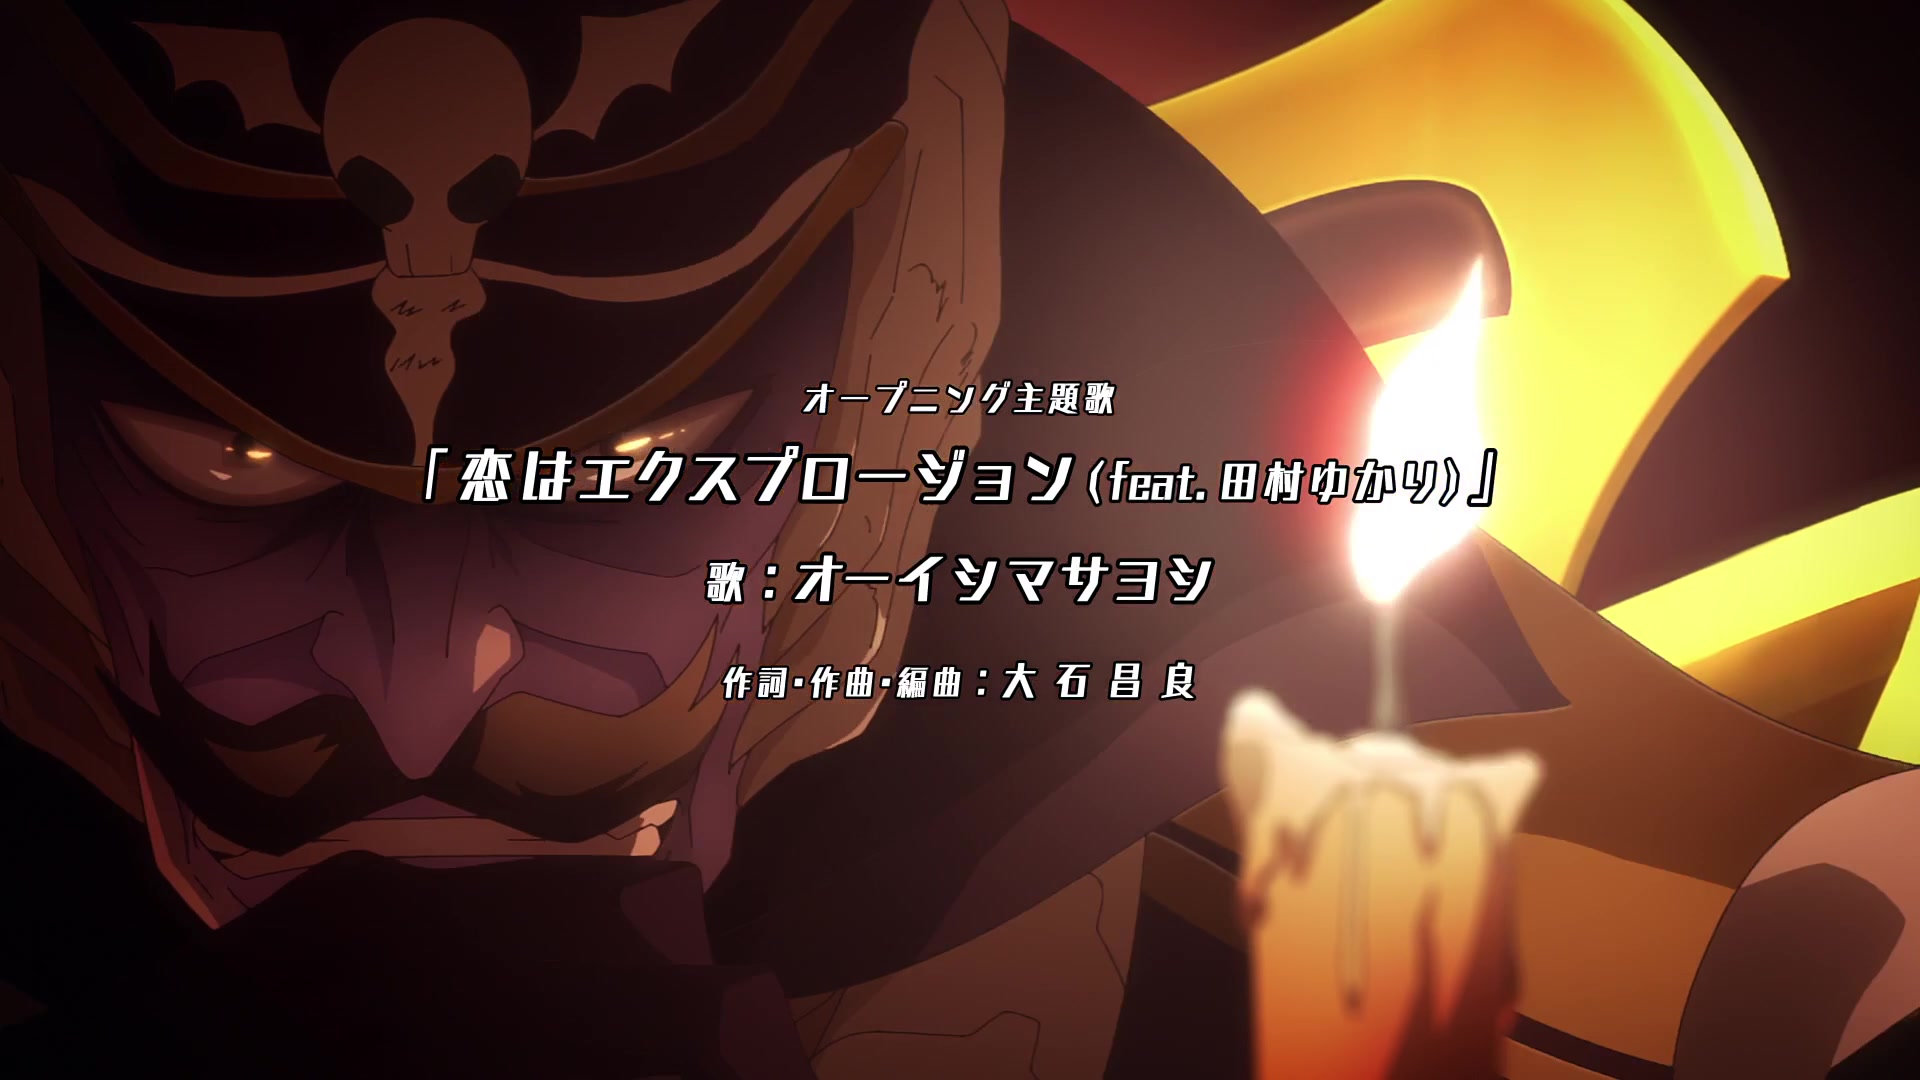 オープニング主題歌
「恋はエクスプロージョン(feat.田村ゆかり)」
歌:オーイシマサヨシ
作詞・作曲・編曲:大石昌良